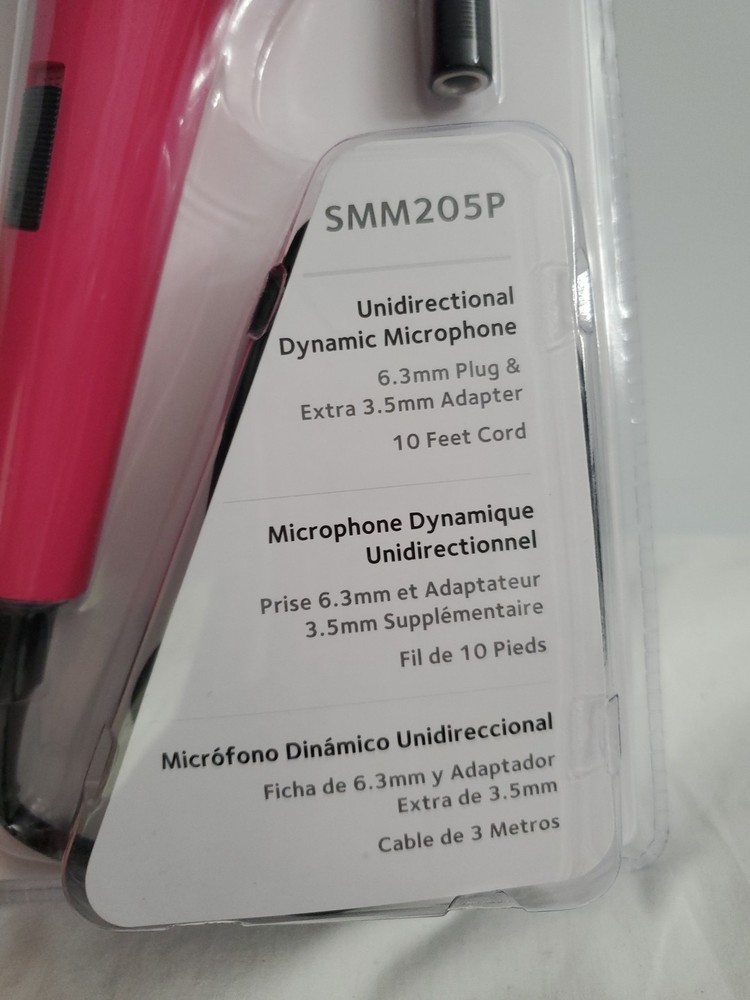 SMM205P
Unidirectional
Dynamic Microphone
6.3mm Plug &
Extra 3.5mm Adapter
10 Feet Cord
Microphone Dynamique
Unidirectionnel
Prise 6.3mm et Adaptateur
3.5mm Supplémentaire
Fil de 10 Pieds
Micrófono Dinámico Unidireccional
Ficha de 6.3mm y Adaptador
Extra de 3.5mm
Cable de 3 Metros